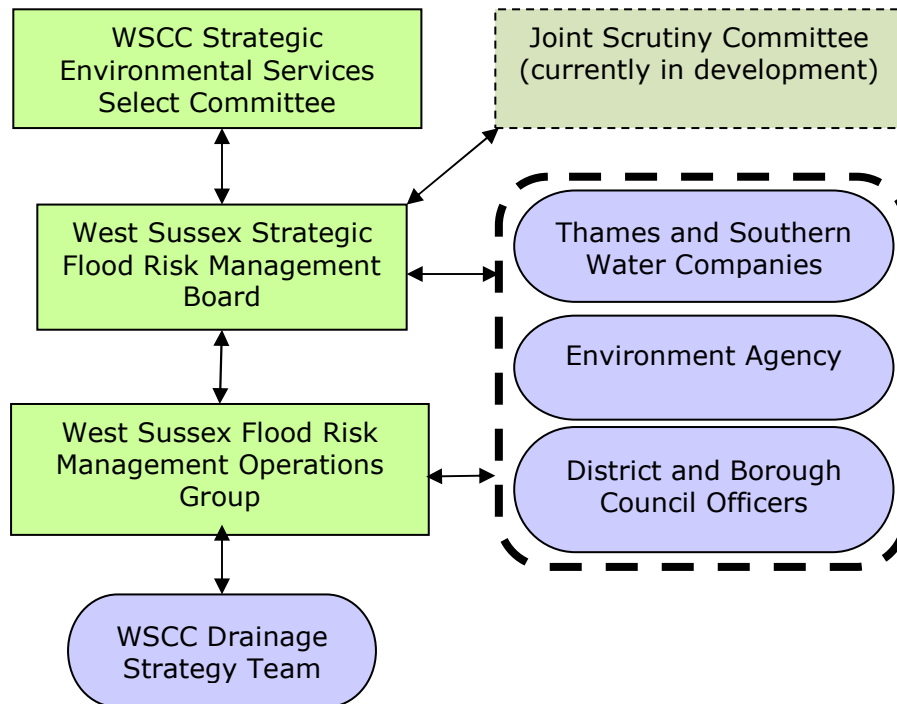 WSCC Strategic
Environmental Services
Select Committee
Joint Scrutiny Committee
(currently in development)
West Sussex Strategic
Flood Risk Management
Board
Thames and Southern
Water Companies
Environment Agency
West Sussex Flood Risk
Management Operations
Group
District and Borough
Council Officers
WSCC Drainage
Strategy Team